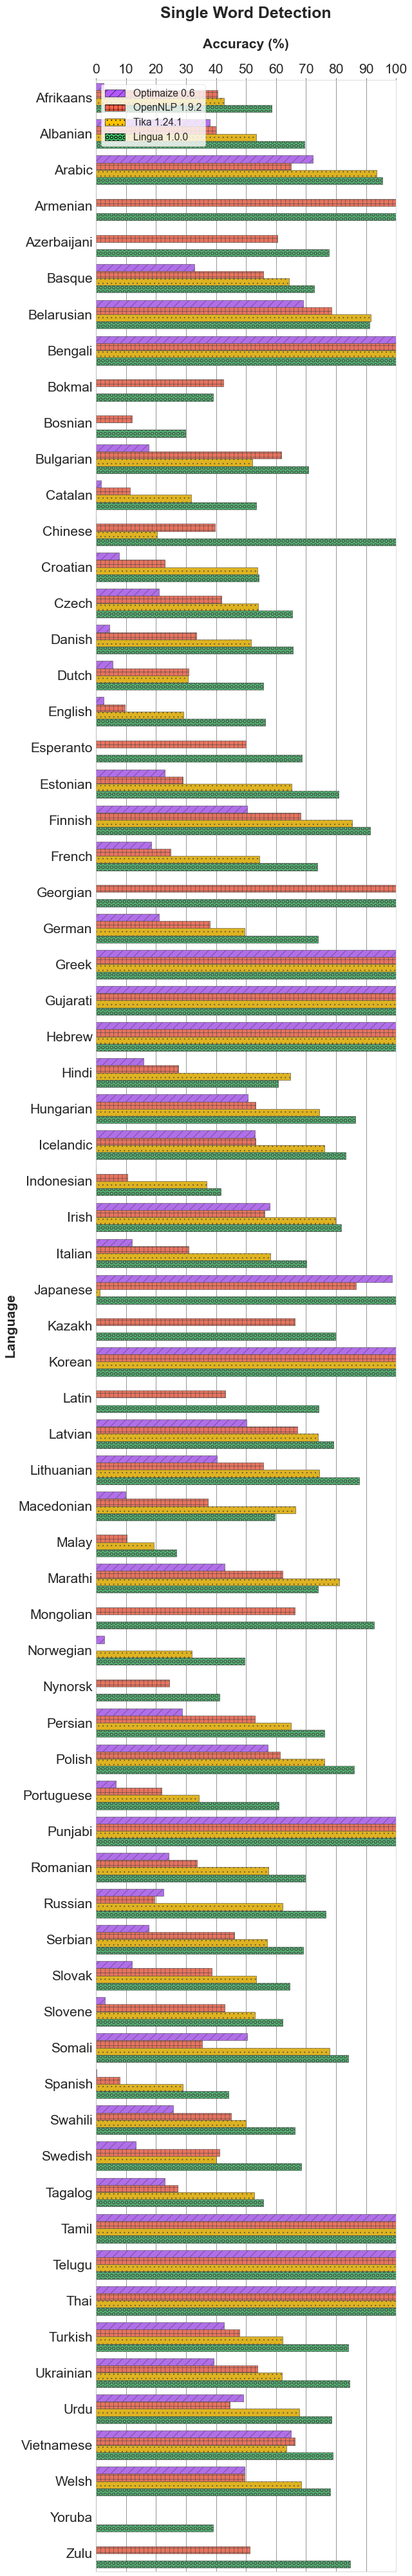 Single Word Detection
Accuracy (%)
0 10 20 30 40 50 60 70 80 90 100
Optimaize 0.6
OpenNLP 1.9.2
Tika 1.24.1
Lingua 1.0.0
Language
Afrikaans
Albanian
Arabic
Armenian
Azerbaijani
Basque
Belarusian
Bengali
Bokmal
Bosnian
Bulgarian
Catalan
Chinese
Croatian
Czech
Danish
Dutch
English
Esperanto
Estonian
Finnish
French
Georgian
German
Greek
Gujarati
Hebrew
Hindi
Hungarian
Icelandic
Indonesian
Irish
Italian
Japanese
Kazakh
Korean
Latin
Latvian
Lithuanian
Macedonian
Malay
Marathi
Mongolian
Norwegian
Nynorsk
Persian
Polish
Portuguese
Punjabi
Romanian
Russian
Serbian
Slovak
Slovene
Somali
Spanish
Swahili
Swedish
Tagalog
Tamil
Telugu
Thai
Turkish
Ukrainian
Urdu
Vietnamese
Welsh
Yoruba
Zulu